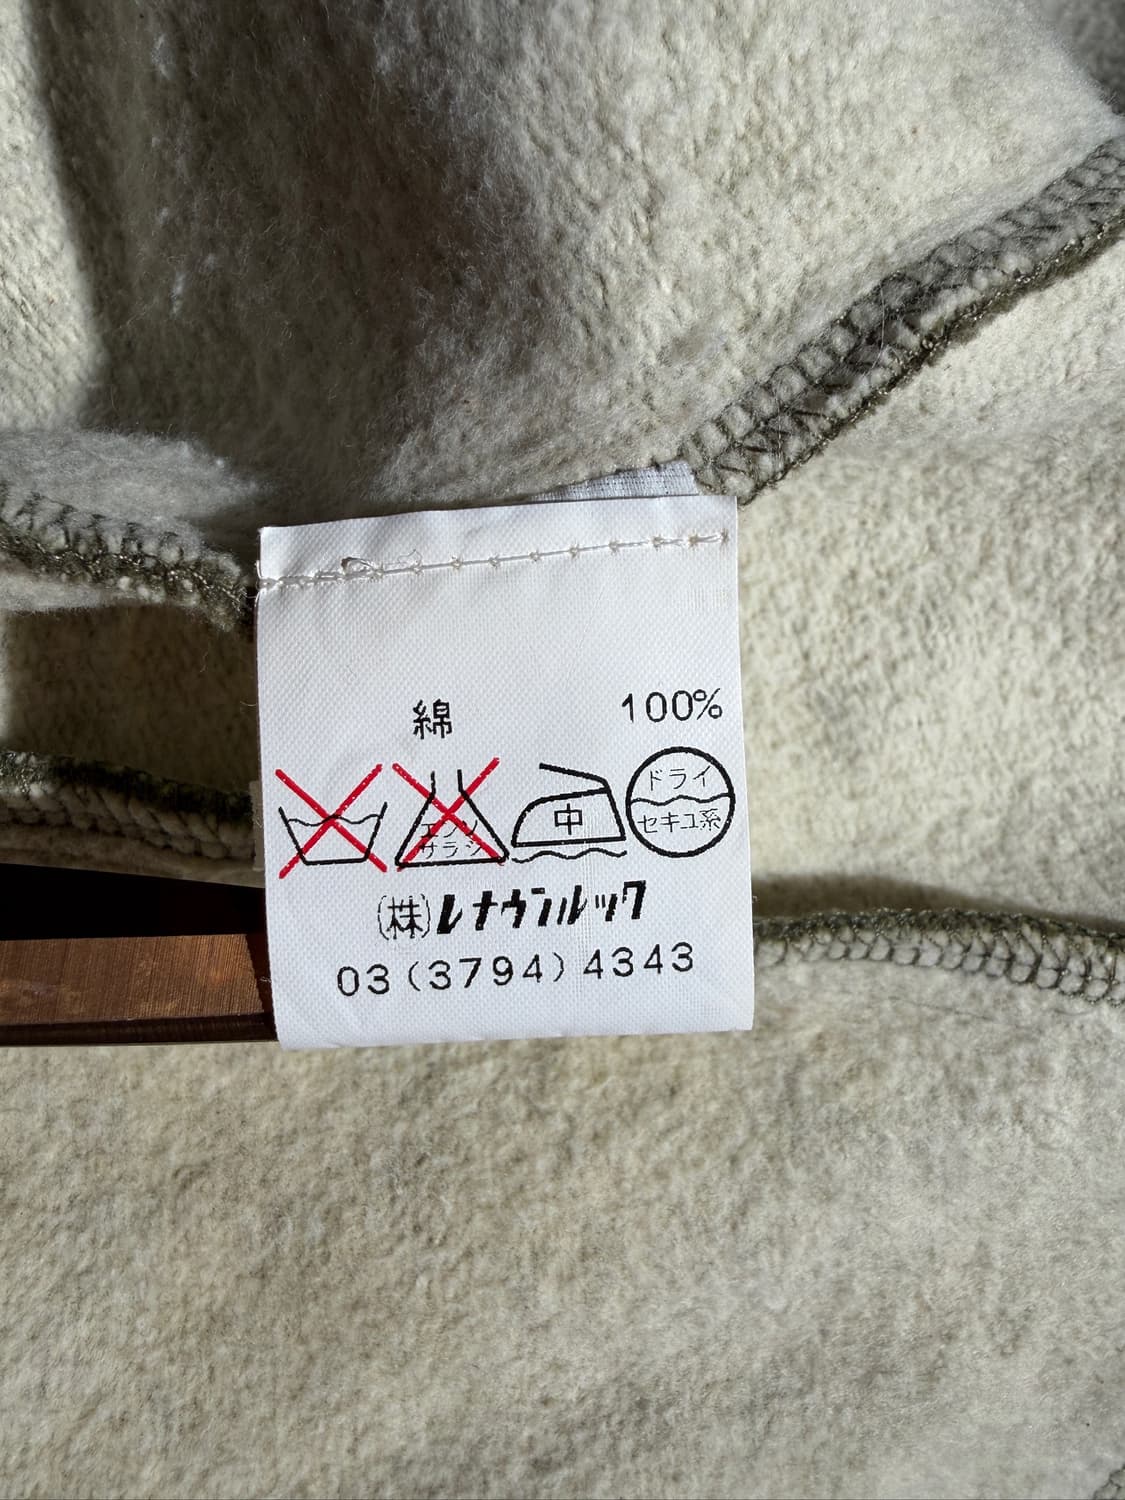 綿 100%
エンソ
サラシ
中
ドライ
セキユ系
(株)レナウンルック
03(3794)4343